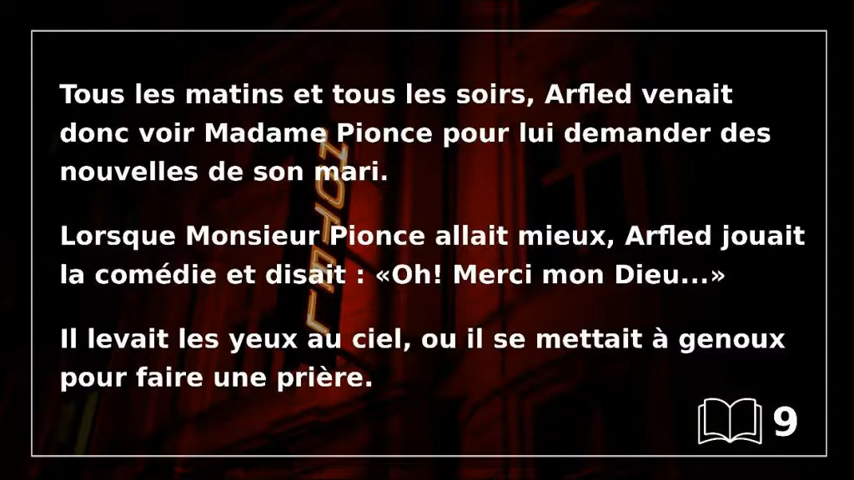 Tous les matins et tous les soirs, Arfled venait
donc voir Madame Pionce pour lui demander des
nouvelles de son mari.
Lorsque Monsieur Pionce allait mieux, Arfled jouait
la comédie et disait : «Oh! Merci mon Dieu...»
Il levait les yeux au ciel, ou il se mettait à genoux
pour faire une prière.
9